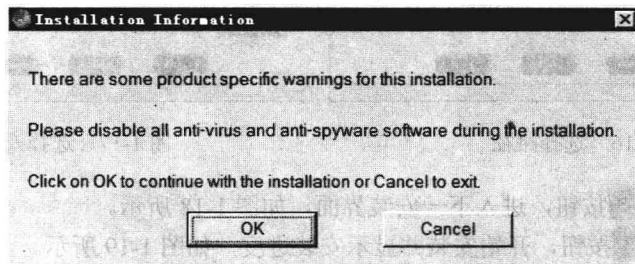 Installation Information
There are some product specific warnings for this installation.
Please disable all anti-virus and anti-spyware software during the installation.
Click on OK to continue with the installation or Cancel to exit.
OK
Cancel